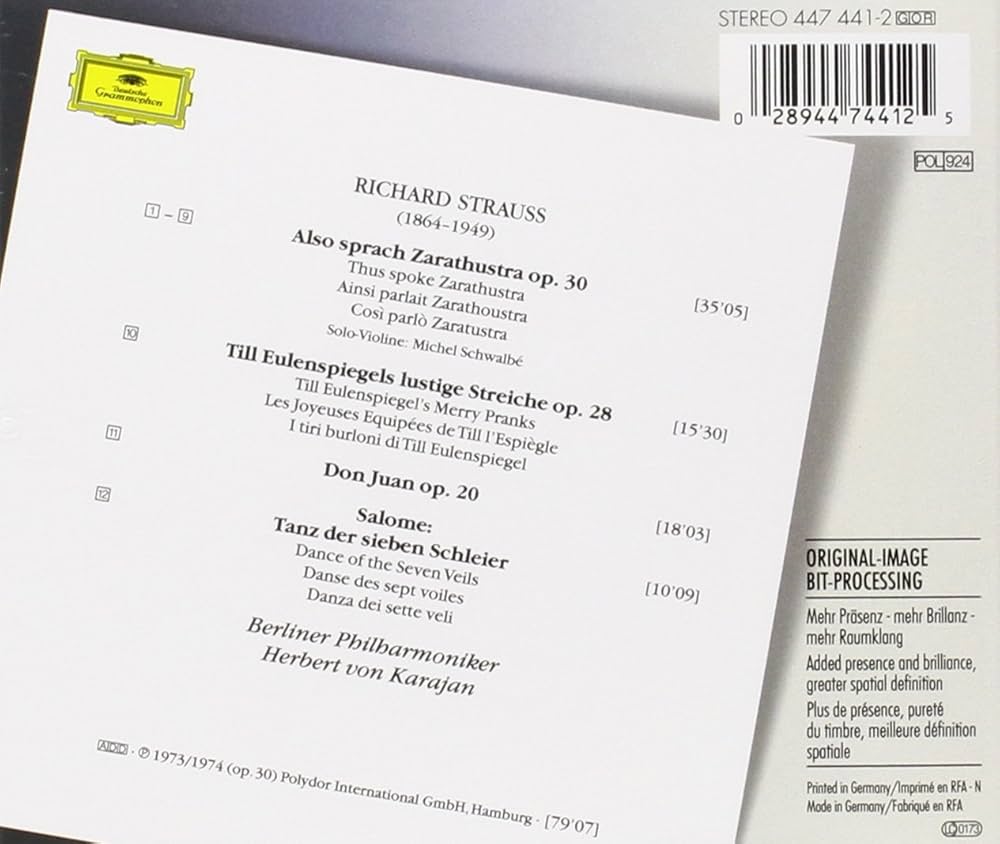 STEREO 447 441-2 GOR
0 28944 74412 5
POL 924
Deutsche
Grammophon
RICHARD STRAUSS
(1864–1949)
1 – 9
Also sprach Zarathustra op. 30
Thus spoke Zarathustra
Ainsi parlait Zarathoustra
Così parlò Zaratustra
[35'05]
Solo-Violine: Michel Schwalbé
10
Till Eulenspiegels lustige Streiche op. 28
Till Eulenspiegel's Merry Pranks
Les Joyeuses Equipées de Till l'Espiègle
I tiri burloni di Till Eulenspiegel
[15'30]
11
Don Juan op. 20
[18'03]
12
Salome:
Tanz der sieben Schleier
Dance of the Seven Veils
Danse des sept voiles
Danza dei sette veli
[10'09]
Berliner Philharmoniker
Herbert von Karajan
ADD · ℗ 1973/1974 (op. 30) Polydor International GmbH, Hamburg · [79'07]
ORIGINAL-IMAGE
BIT-PROCESSING
Mehr Präsenz - mehr Brillanz -
mehr Raumklang
Added presence and brilliance,
greater spatial definition
Plus de présence, pureté
du timbre, meilleure définition
spatiale
Printed in Germany/Imprimé en RFA - N
Made in Germany/Fabriqué en RFA
LC 0173